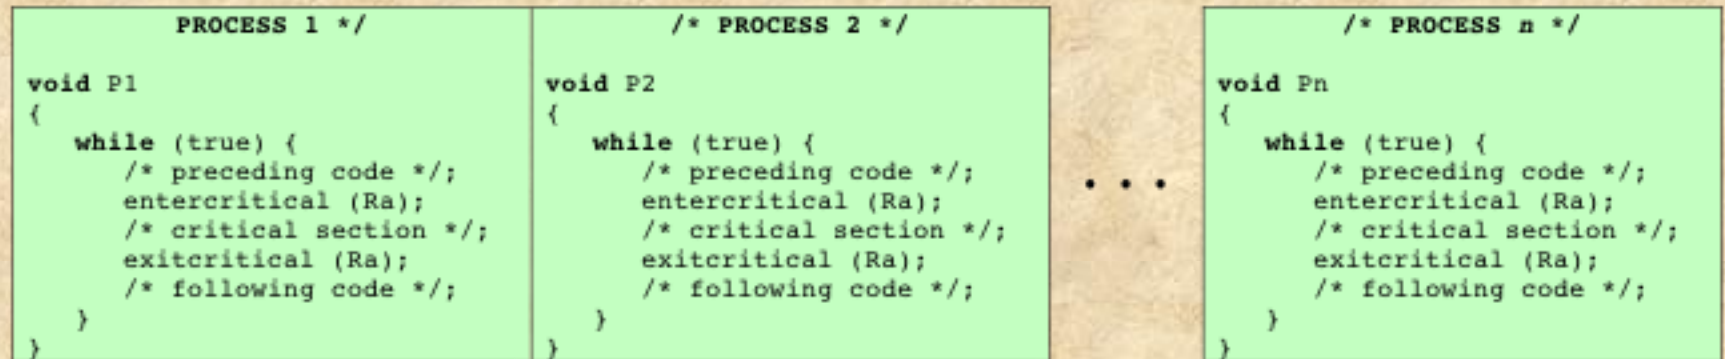 PROCESS 1 */
void P1
{
while (true) {
/* preceding code */;
entercritical (Ra);
/* critical section */;
exitcritical (Ra);
/* following code */;
}
}
/* PROCESS 2 */
void P2
{
while (true) {
/* preceding code */;
entercritical (Ra);
/* critical section */;
exitcritical (Ra);
/* following code */;
}
}
• • •
/* PROCESS n */
void Pn
{
while (true) {
/* preceding code */;
entercritical (Ra);
/* critical section */;
exitcritical (Ra);
/* following code */;
}
}